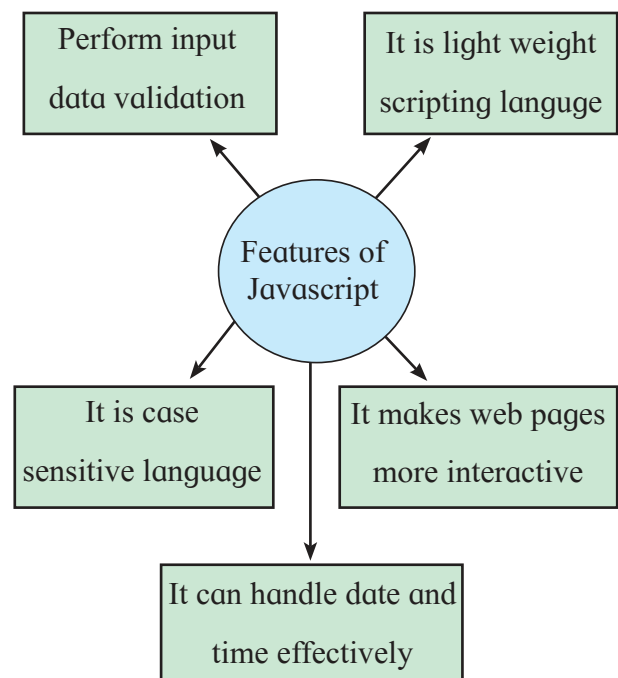 Perform input
data validation
It is light weight
scripting languge
Features of
Javascript
It is case
sensitive language
It makes web pages
more interactive
It can handle date and
time effectively